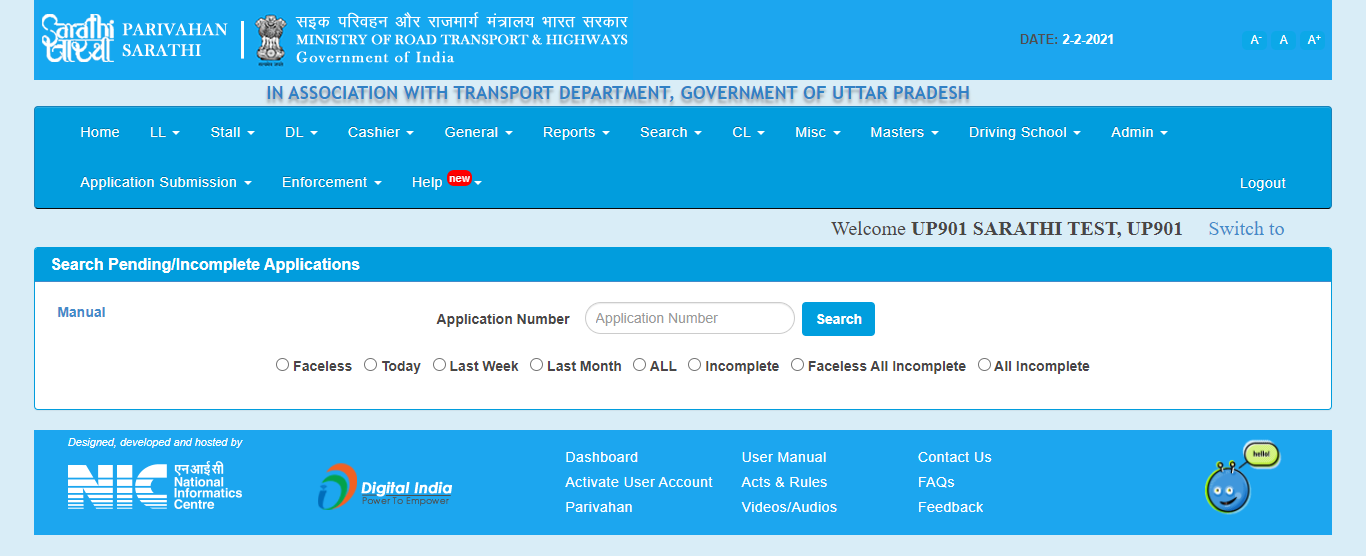 Sarathi
सारथी
PARIVAHAN
SARATHI
सड़क परिवहन और राजमार्ग मंत्रालय भारत सरकार
MINISTRY OF ROAD TRANSPORT & HIGHWAYS
Government of India
DATE: 2-2-2021
A- A A+
IN ASSOCIATION WITH TRANSPORT DEPARTMENT, GOVERNMENT OF UTTAR PRADESH
Home LL Stall DL Cashier General Reports Search CL Misc Masters Driving School Admin
Application Submission Enforcement Help new Logout
Welcome UP901 SARATHI TEST, UP901 Switch to
Search Pending/Incomplete Applications
Manual
Application Number Application Number Search
Faceless Today Last Week Last Month ALL Incomplete Faceless All Incomplete All Incomplete
Designed, developed and hosted by
NIC एनआईसी
National
Informatics
Centre
Digital India
Power To Empower
Dashboard User Manual Contact Us
Activate User Account Acts & Rules FAQs
Parivahan Videos/Audios Feedback
hello!